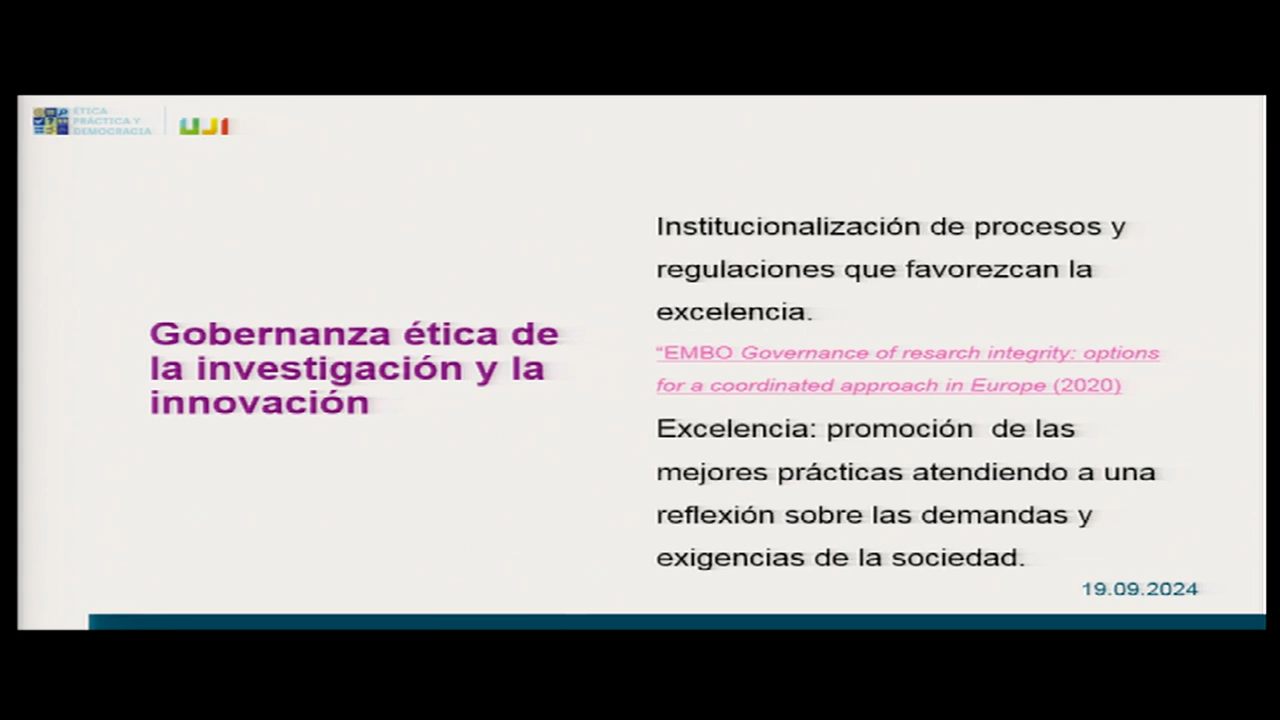 ÉTICA
PRÁCTICA Y
DEMOCRACIA
UJI
Gobernanza ética de
la investigación y la
innovación
Institucionalización de procesos y
regulaciones que favorezcan la
excelencia.
“EMBO Governance of resarch integrity: options
for a coordinated approach in Europe (2020)
Excelencia: promoción  de las
mejores prácticas atendiendo a una
reflexión sobre las demandas y
exigencias de la sociedad.
19.09.2024